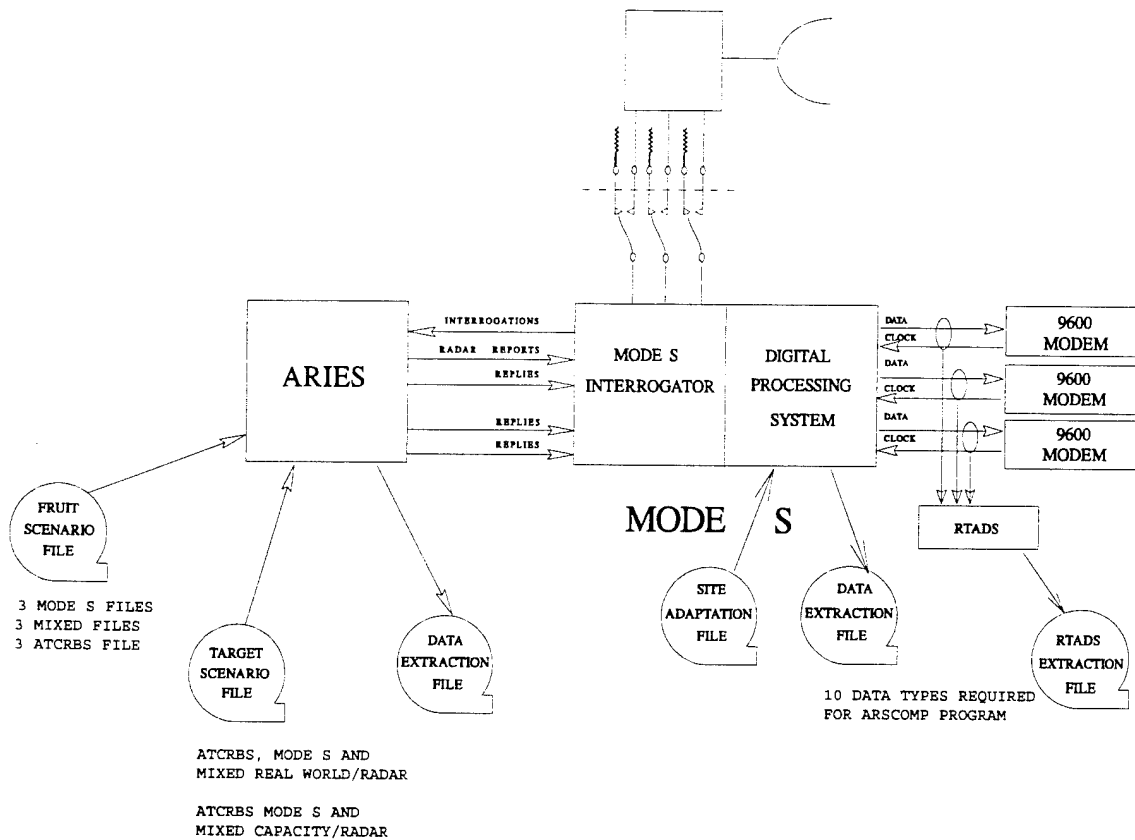 INTERROGATIONS
RADAR REPORTS
REPLIES
REPLIES
REPLIES
ARIES
MODE S
INTERROGATOR
DIGITAL
PROCESSING
SYSTEM
DATA
CLOCK
DATA
CLOCK
DATA
CLOCK
9600
MODEM
9600
MODEM
9600
MODEM
MODE S
RTADS
FRUIT
SCENARIO
FILE
3 MODE S FILES
3 MIXED FILES
3 ATCRBS FILE
TARGET
SCENARIO
FILE
DATA
EXTRACTION
FILE
SITE
ADAPTATION
FILE
DATA
EXTRACTION
FILE
RTADS
EXTRACTION
FILE
10 DATA TYPES REQUIRED
FOR ARSCOMP PROGRAM
ATCRBS, MODE S AND
MIXED REAL WORLD/RADAR
ATCRBS MODE S AND
MIXED CAPACITY/RADAR